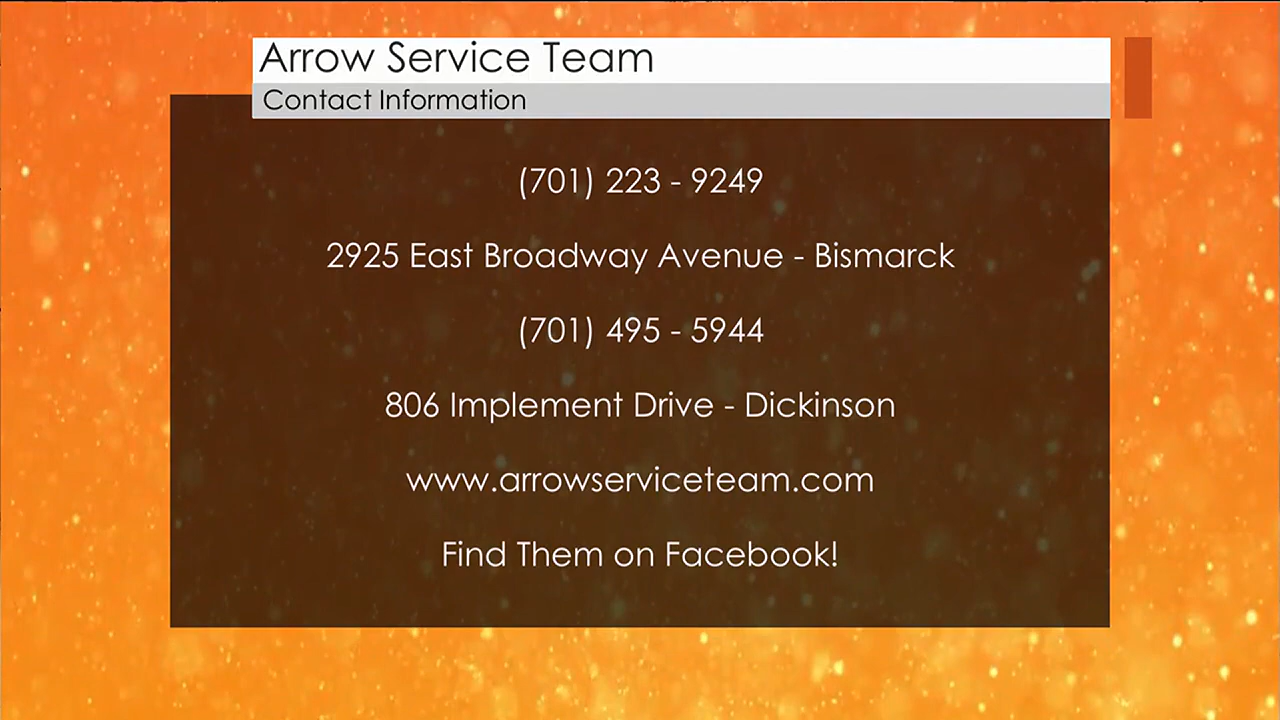 Arrow Service Team
Contact Information
(701) 223 - 9249
2925 East Broadway Avenue - Bismarck
(701) 495 - 5944
806 Implement Drive - Dickinson
www.arrowserviceteam.com
Find Them on Facebook!